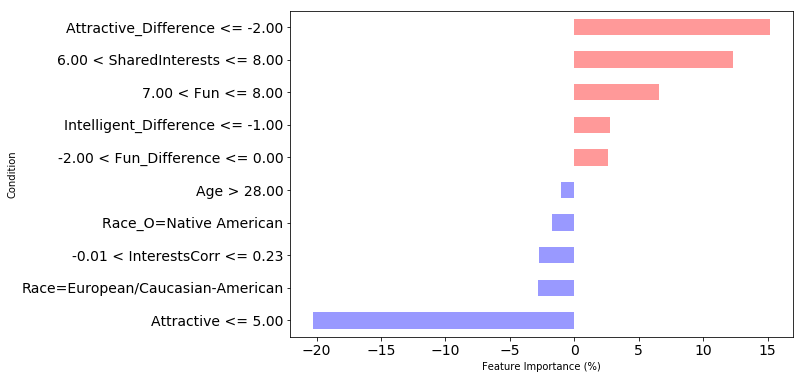 Attractive_Difference <= -2.00
6.00 < SharedInterests <= 8.00
7.00 < Fun <= 8.00
Intelligent_Difference <= -1.00
-2.00 < Fun_Difference <= 0.00
Age > 28.00
Race_O=Native American
-0.01 < InterestsCorr <= 0.23
Race=European/Caucasian-American
Attractive <= 5.00
Condition
−20 −15 −10 −5 0 5 10 15
Feature Importance (%)